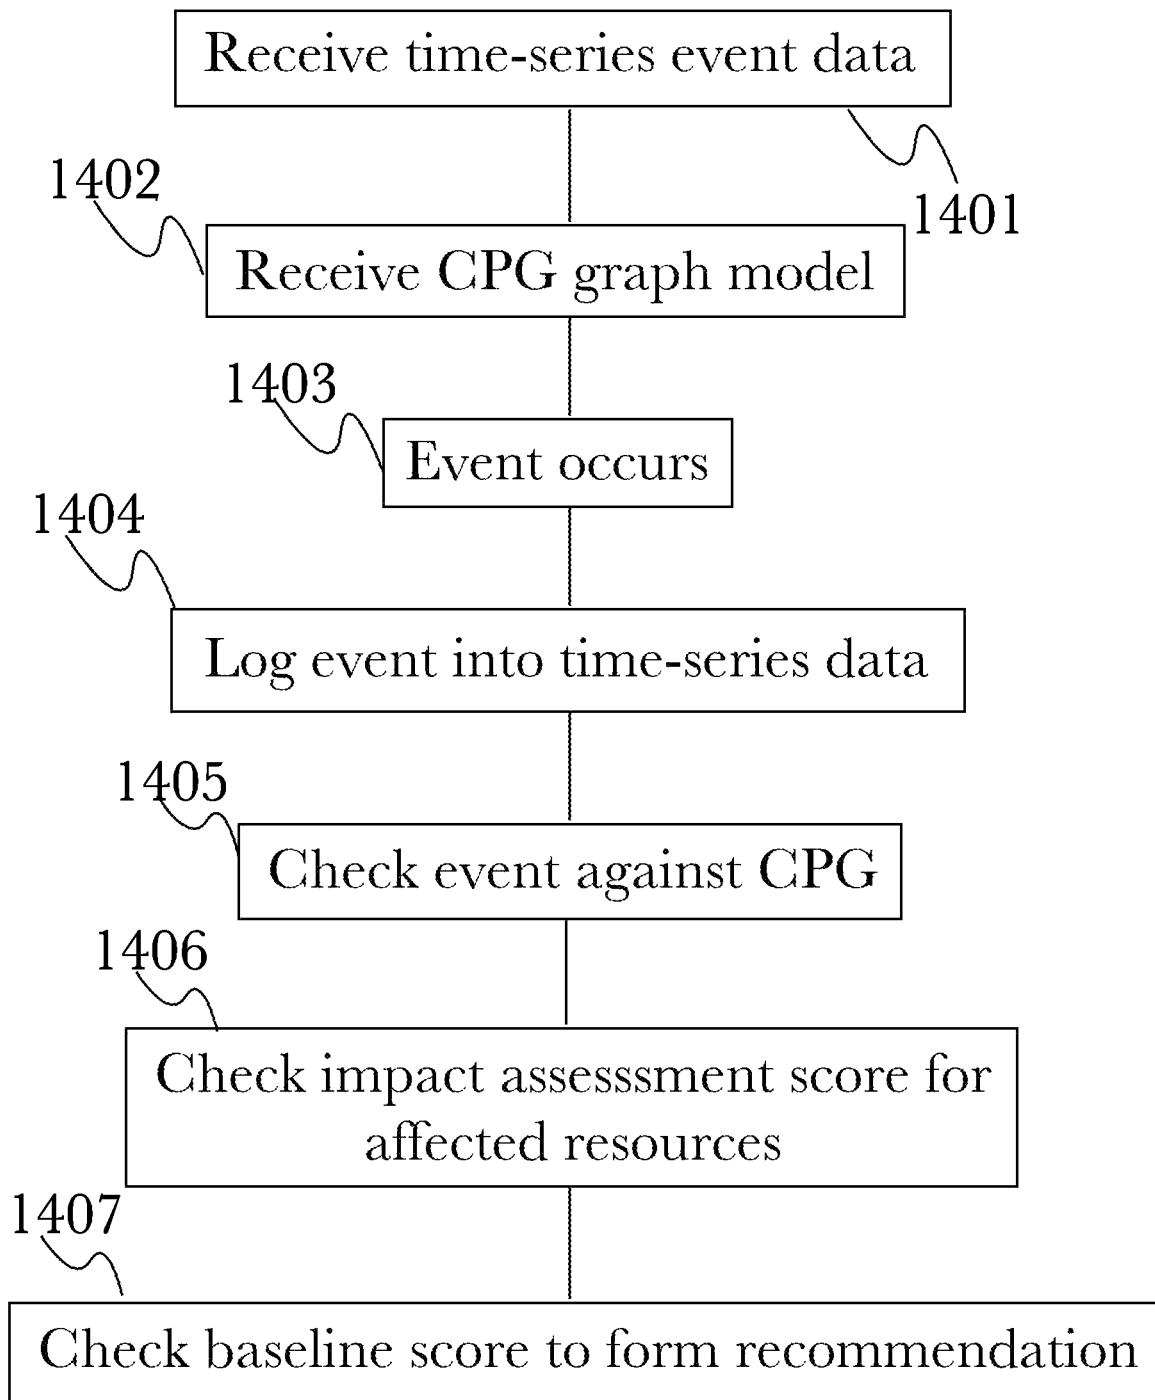 Receive time-series event data
1401
1402
Receive CPG graph model
1403
Event occurs
1404
Log event into time-series data
1405
Check event against CPG
1406
Check impact assesssment score for
affected resources
1407
Check baseline score to form recommendation